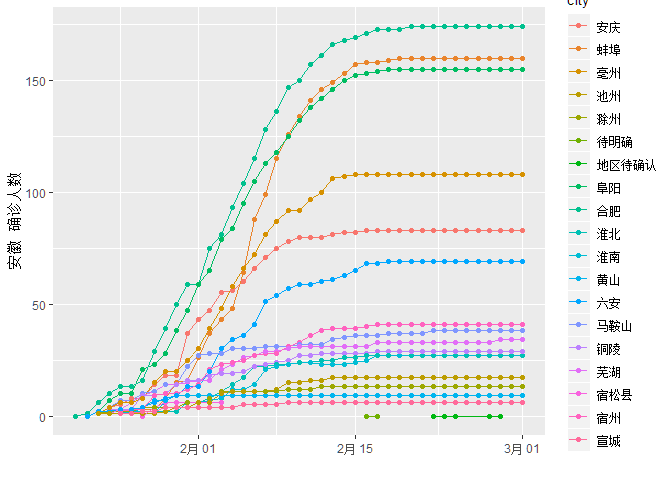 city
安庆
蚌埠
亳州
池州
滁州
待明确
地区待确认
阜阳
合肥
淮北
淮南
黄山
六安
马鞍山
铜陵
芜湖
宿松县
宿州
宣城
安徽 确诊人数
150
100
50
0
2月 01
2月 15
3月 01